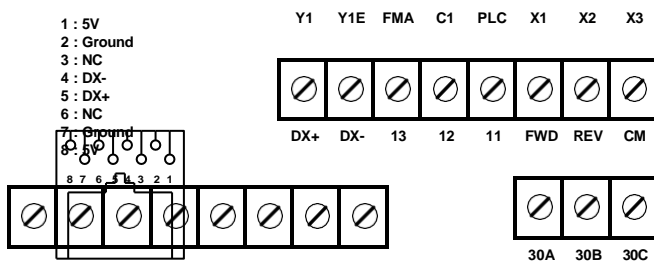 1 : 5V
2 : Ground
3 : NC
4 : DX-
5 : DX+
6 : NC
7 : Ground
8 : 5V
8 7 6 5 4 3 2 1
Y1 Y1E FMA C1 PLC X1 X2 X3
DX+ DX- 13 12 11 FWD REV CM
30A 30B 30C